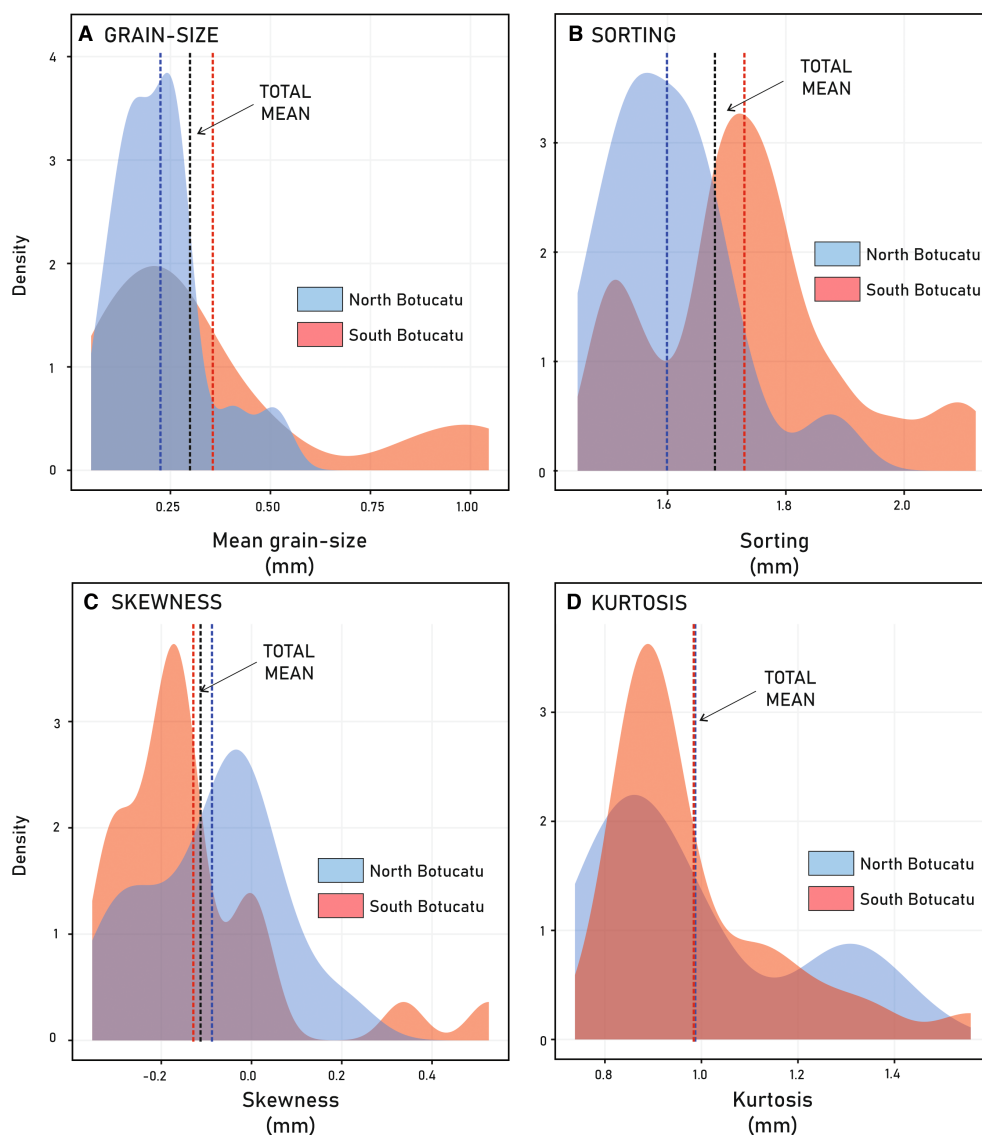 A GRAIN-SIZE
4
3
2
1
0
Density
TOTAL
MEAN
North Botucatu
South Botucatu
0.25
0.50
0.75
1.00
Mean grain-size
(mm)
B SORTING
3
2
1
0
TOTAL
MEAN
North Botucatu
South Botucatu
1.6
1.8
2.0
Sorting
(mm)
C SKEWNESS
3
2
1
0
Density
TOTAL
MEAN
North Botucatu
South Botucatu
-0.2
0.0
0.2
0.4
Skewness
(mm)
D KURTOSIS
3
2
1
0
TOTAL
MEAN
North Botucatu
South Botucatu
0.8
1.0
1.2
1.4
Kurtosis
(mm)